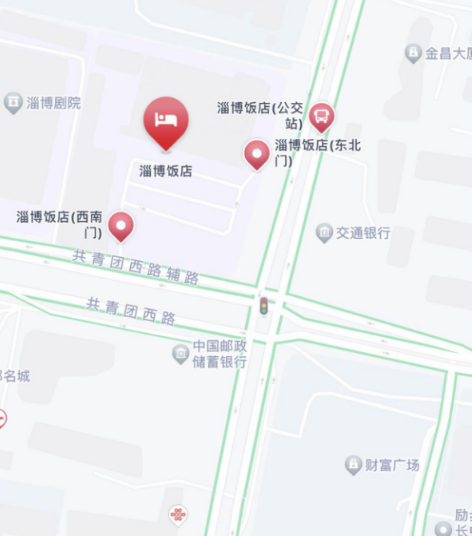 金昌大厦
淄博剧院
淄博饭店(公交
站)
淄博饭店(东北
门)
淄博饭店
淄博饭店(西南
门)
交通银行
共青团西路辅路
共青团西路
中国邮政
储蓄银行
名城
财富广场
励
长